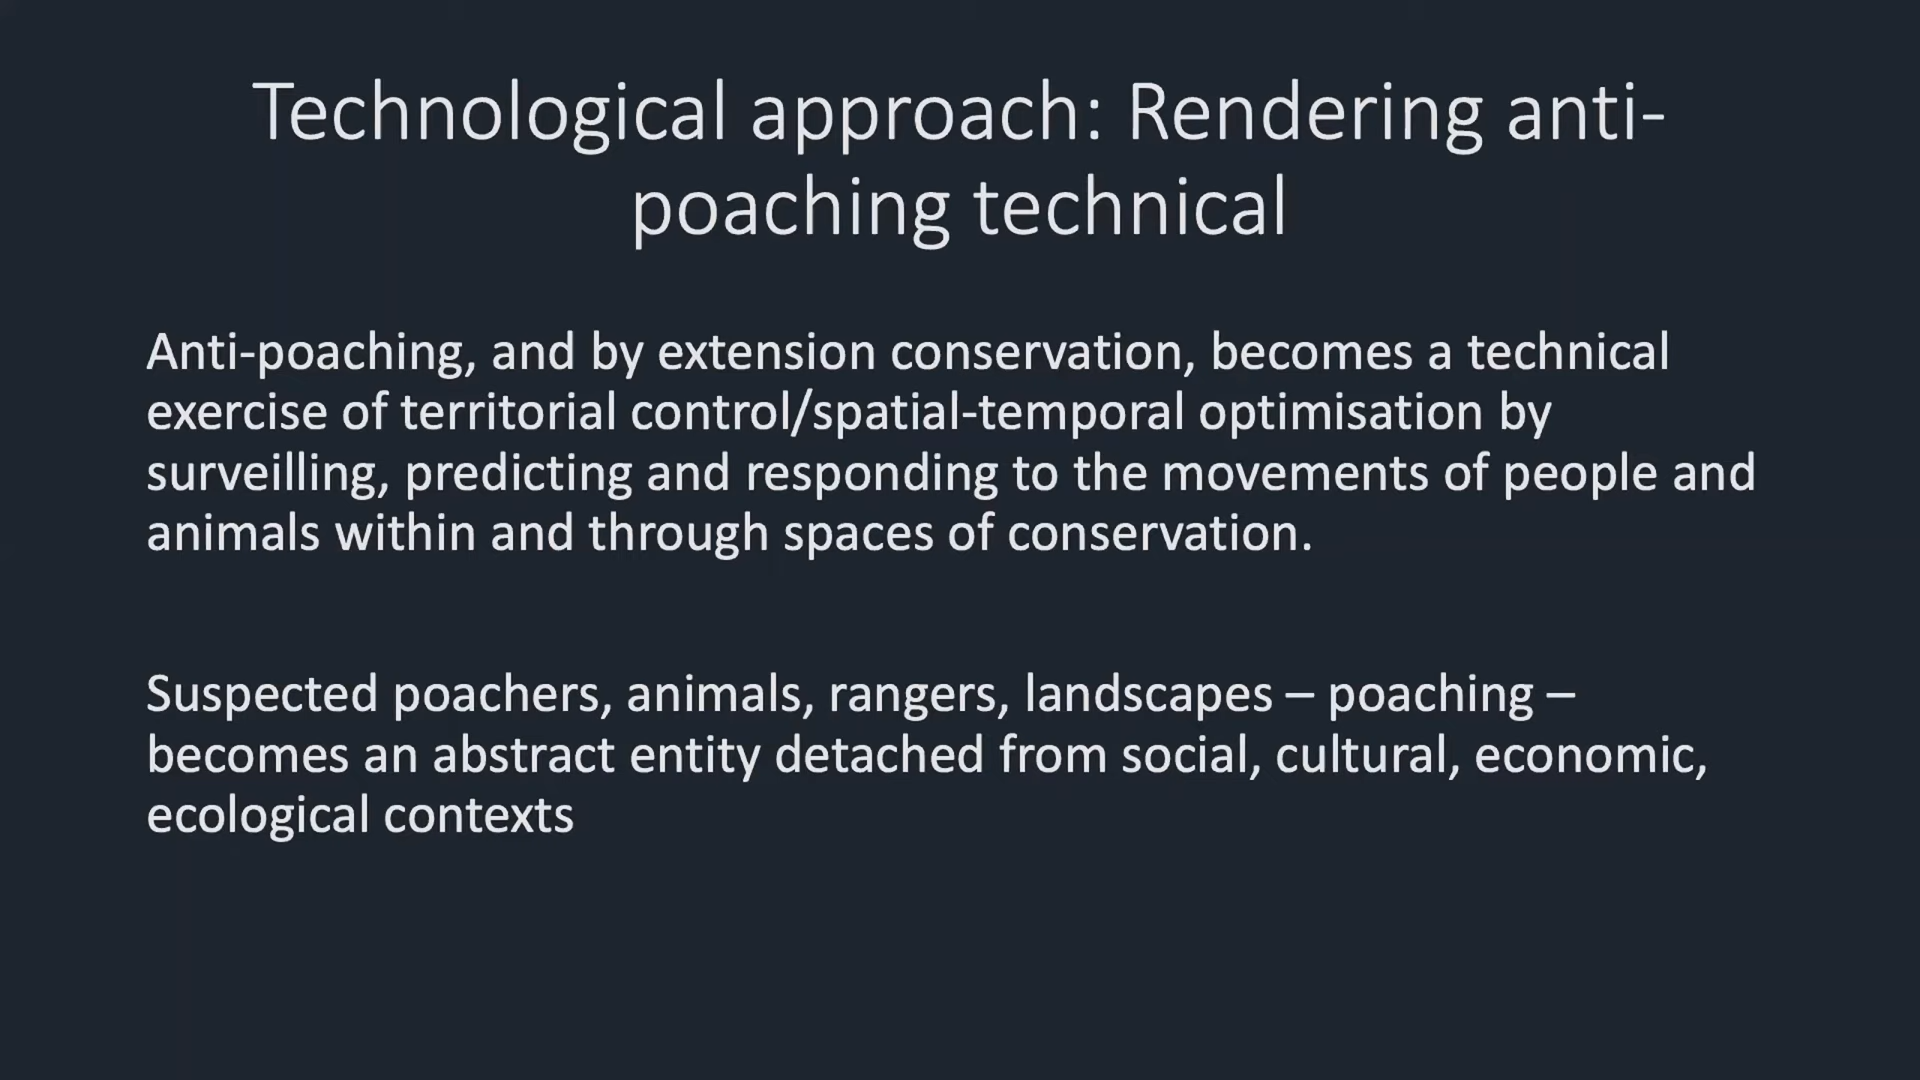 Technological approach: Rendering anti-
poaching technical
Anti-poaching, and by extension conservation, becomes a technical
exercise of territorial control/spatial-temporal optimisation by
surveilling, predicting and responding to the movements of people and
animals within and through spaces of conservation.
Suspected poachers, animals, rangers, landscapes – poaching –
becomes an abstract entity detached from social, cultural, economic,
ecological contexts